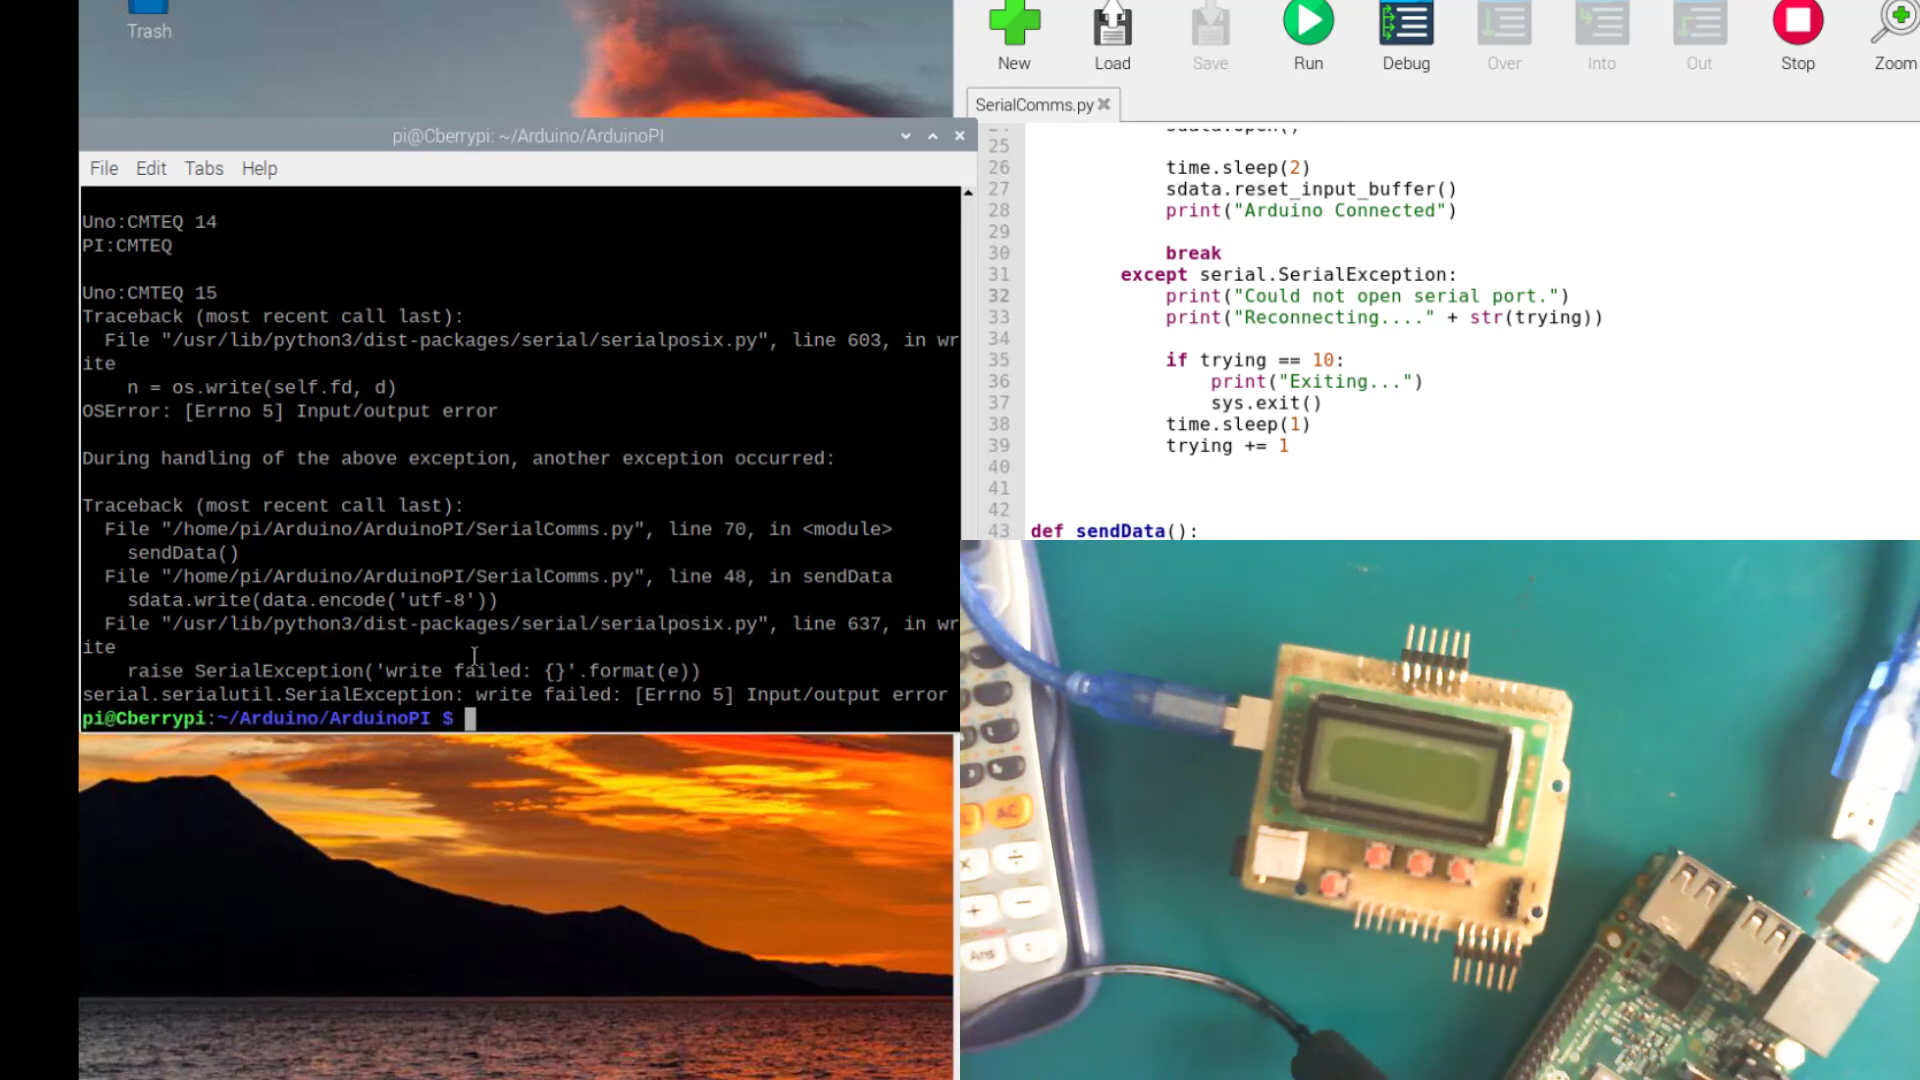 Trash
pi@Cberrypi: ~/Arduino/ArduinoPI
File Edit Tabs Help
Uno:CMTEQ 14
PI:CMTEQ
Uno:CMTEQ 15
Traceback (most recent call last):
File "/usr/lib/python3/dist-packages/serial/serialposix.py", line 603, in wr
ite
n = os.write(self.fd, d)
OSError: [Errno 5] Input/output error
During handling of the above exception, another exception occurred:
Traceback (most recent call last):
File "/home/pi/Arduino/ArduinoPI/SerialComms.py", line 70, in <module>
sendData()
File "/home/pi/Arduino/ArduinoPI/SerialComms.py", line 48, in sendData
sdata.write(data.encode('utf-8'))
File "/usr/lib/python3/dist-packages/serial/serialposix.py", line 637, in wr
ite
raise SerialException('write failed: {}'.format(e))
serial.serialutil.SerialException: write failed: [Errno 5] Input/output error
pi@Cberrypi:~/Arduino/ArduinoPI $
New Load Save Run Debug Over Into Out Stop Zoom
SerialComms.py
25
26 time.sleep(2)
27 sdata.reset_input_buffer()
28 print("Arduino Connected")
29
30 break
31 except serial.SerialException:
32 print("Could not open serial port.")
33 print("Reconnecting...." + str(trying))
34
35 if trying == 10:
36 print("Exiting...")
37 sys.exit()
38 time.sleep(1)
39 trying += 1
40
41
42
43 def sendData():
AC
÷
+ −
Ans